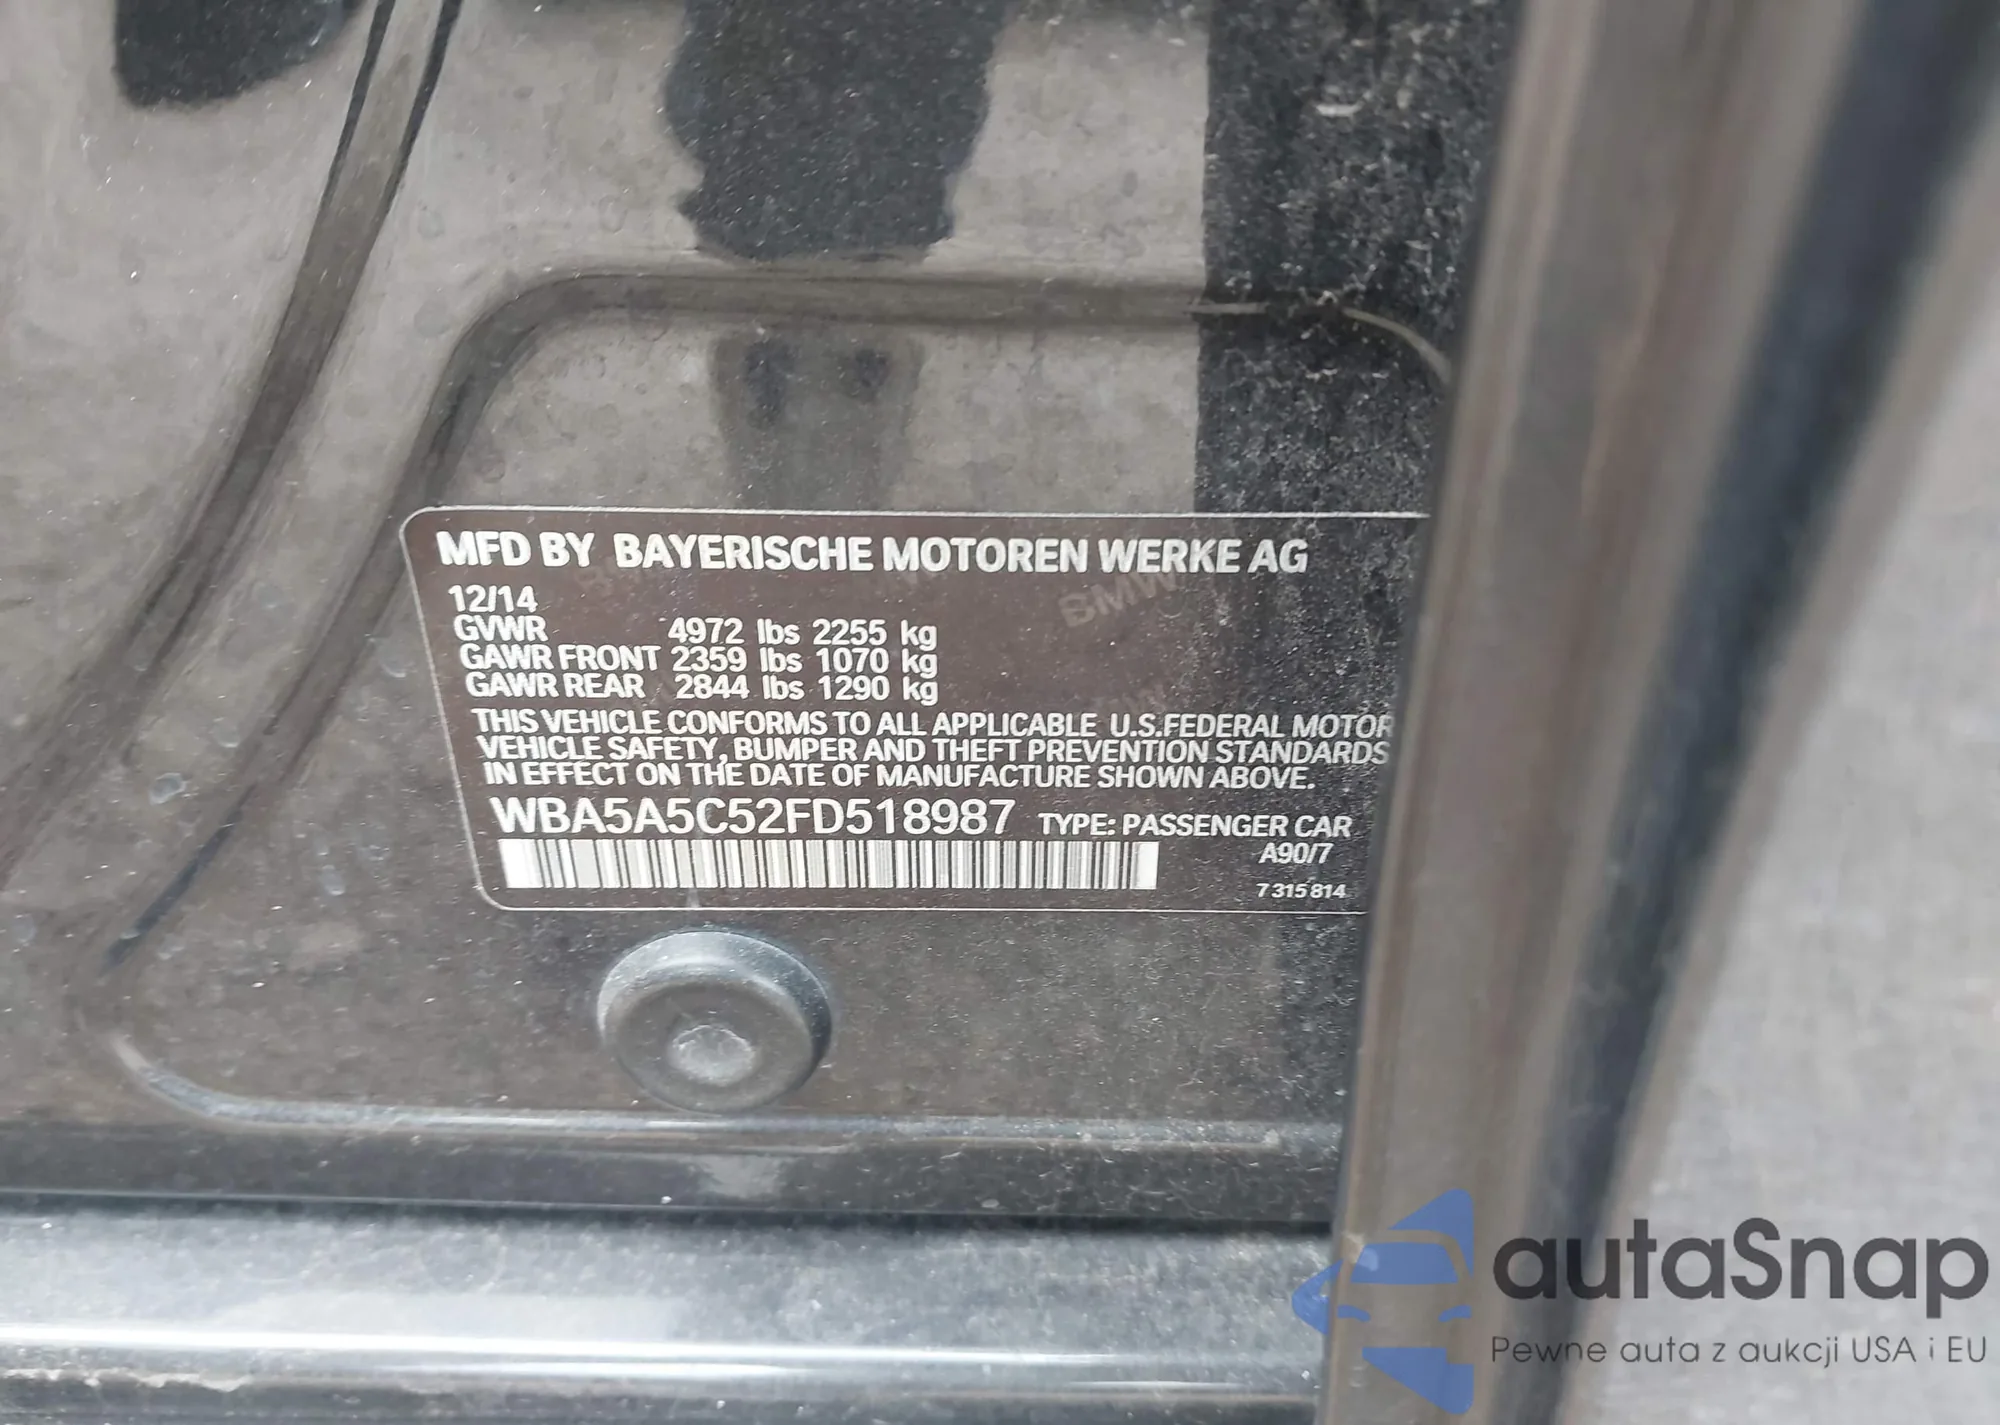 MFD BY BAYERISCHE MOTOREN WERKE AG
12/14
GVWR 4972 lbs 2255 kg
GAWR FRONT 2359 lbs 1070 kg
GAWR REAR 2844 lbs 1290 kg
THIS VEHICLE CONFORMS TO ALL APPLICABLE U.S.FEDERAL MOTOR
VEHICLE SAFETY, BUMPER AND THEFT PREVENTION STANDARDS
IN EFFECT ON THE DATE OF MANUFACTURE SHOWN ABOVE.
WBA5A5C52FD518987 TYPE: PASSENGER CAR
A90/7
7 315 814
BMW
autaSnap
Pewne auta z aukcji USA i EU